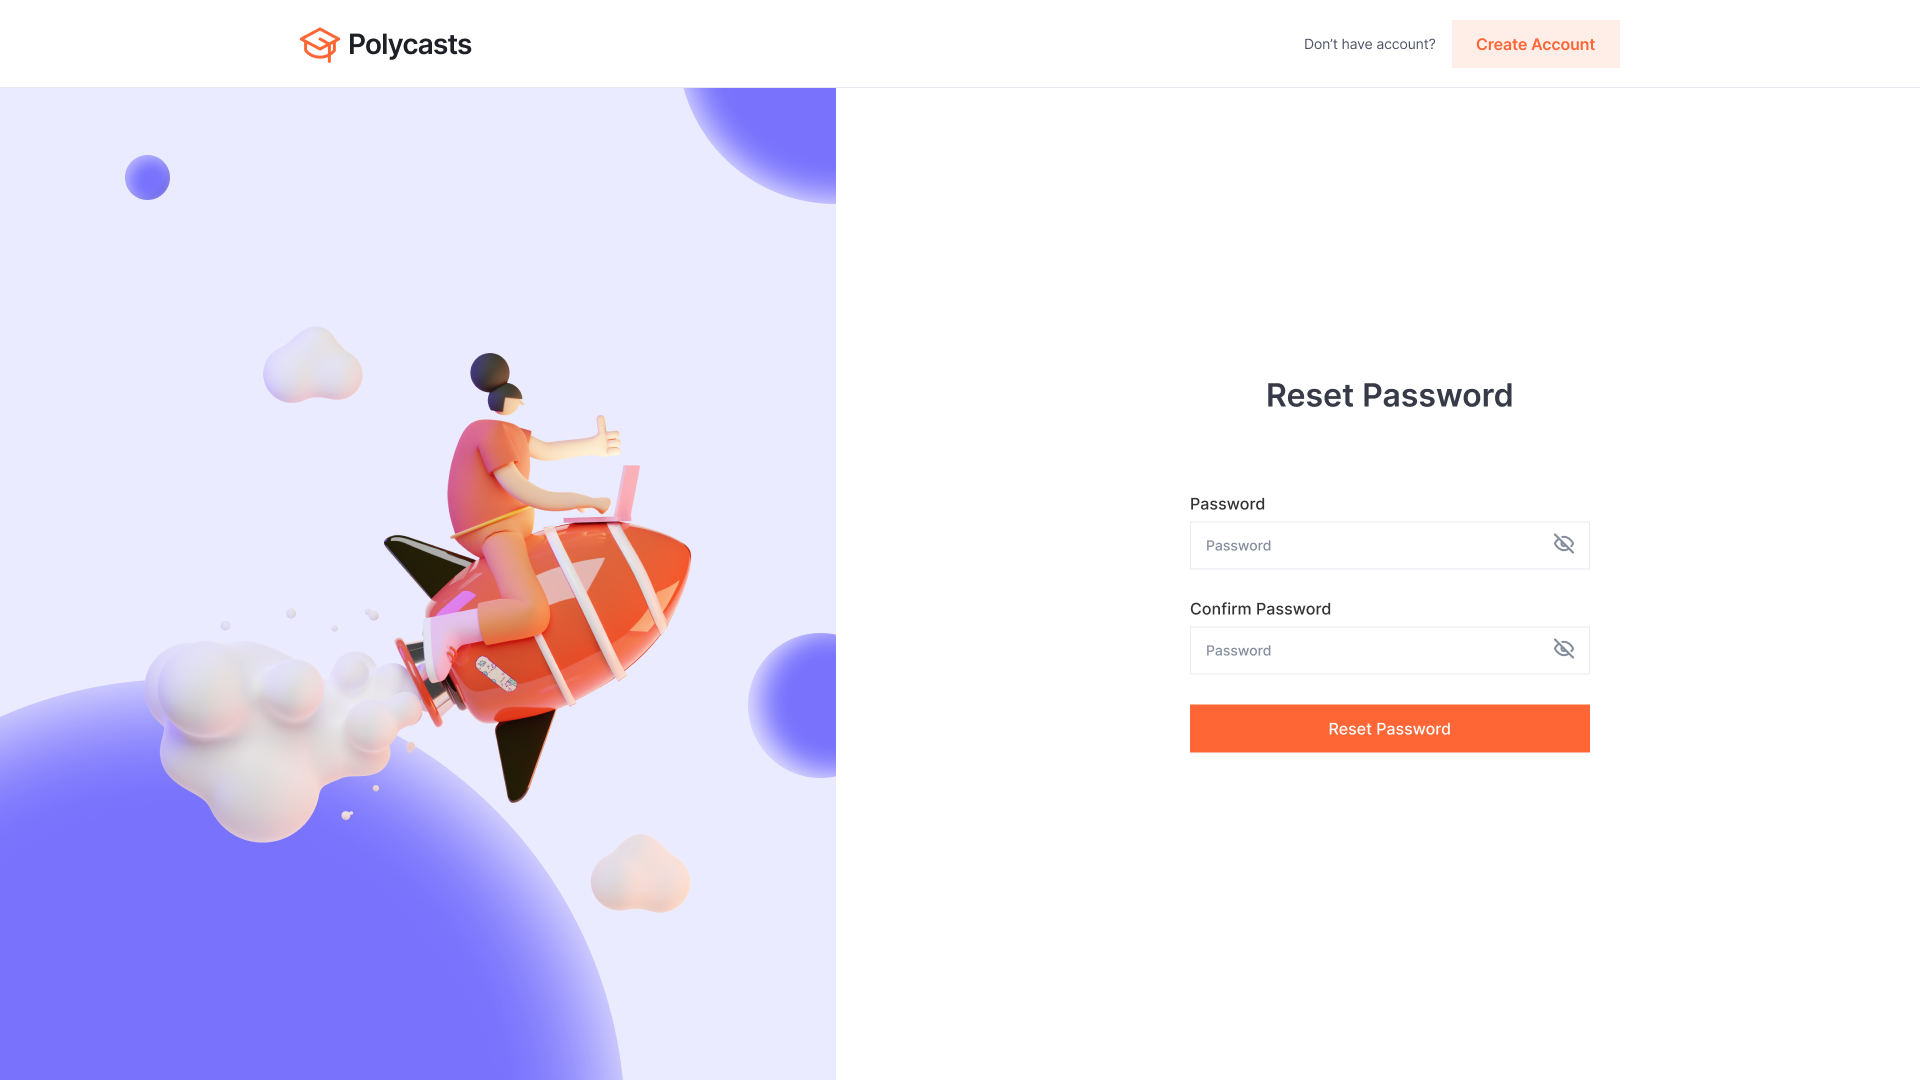 Polycasts
Don't have account?
Create Account
Reset Password
Password
Password
Confirm Password
Password
Reset Password